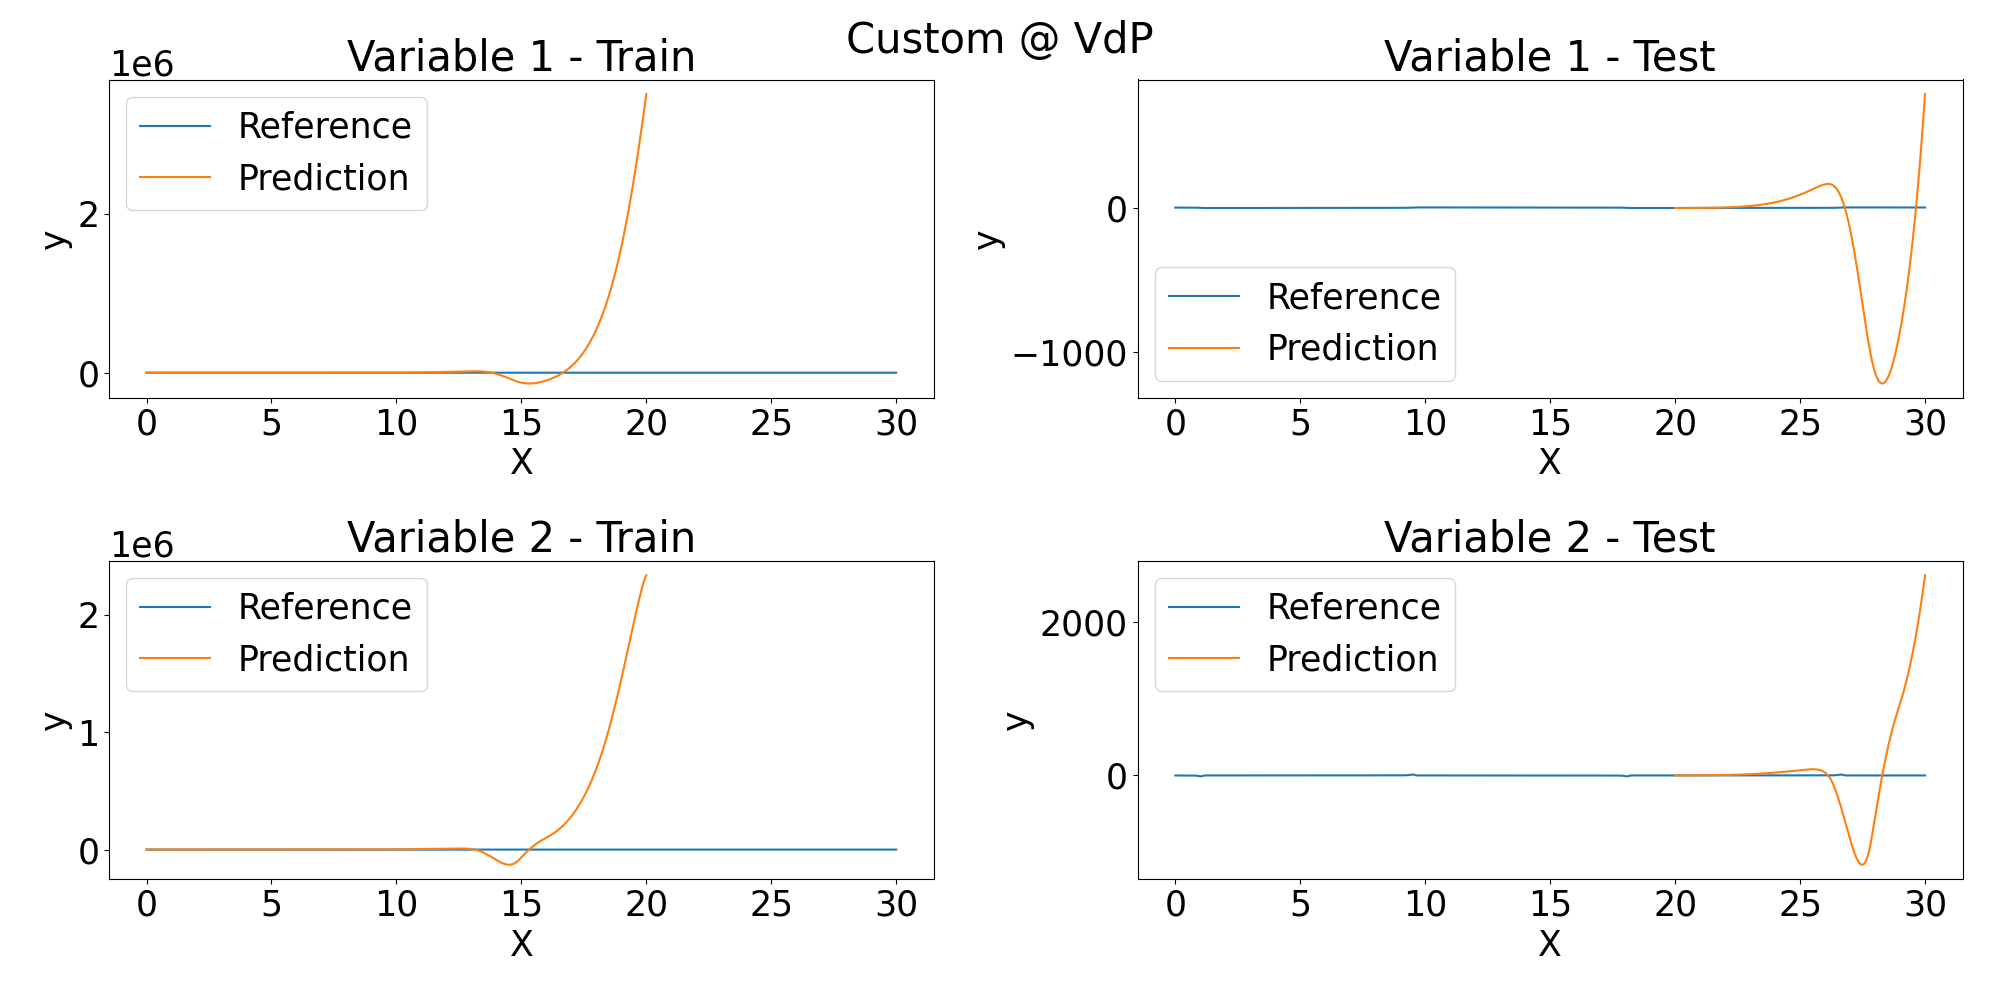 Custom @ VdP
Variable 1 - Train
1e6
Reference
Prediction
2
0
y
0 5 10 15 20 25 30
X
Variable 1 - Test
0
−1000
y
Reference
Prediction
0 5 10 15 20 25 30
X
Variable 2 - Train
1e6
Reference
Prediction
2
1
0
y
0 5 10 15 20 25 30
X
Variable 2 - Test
Reference
Prediction
2000
0
y
0 5 10 15 20 25 30
X